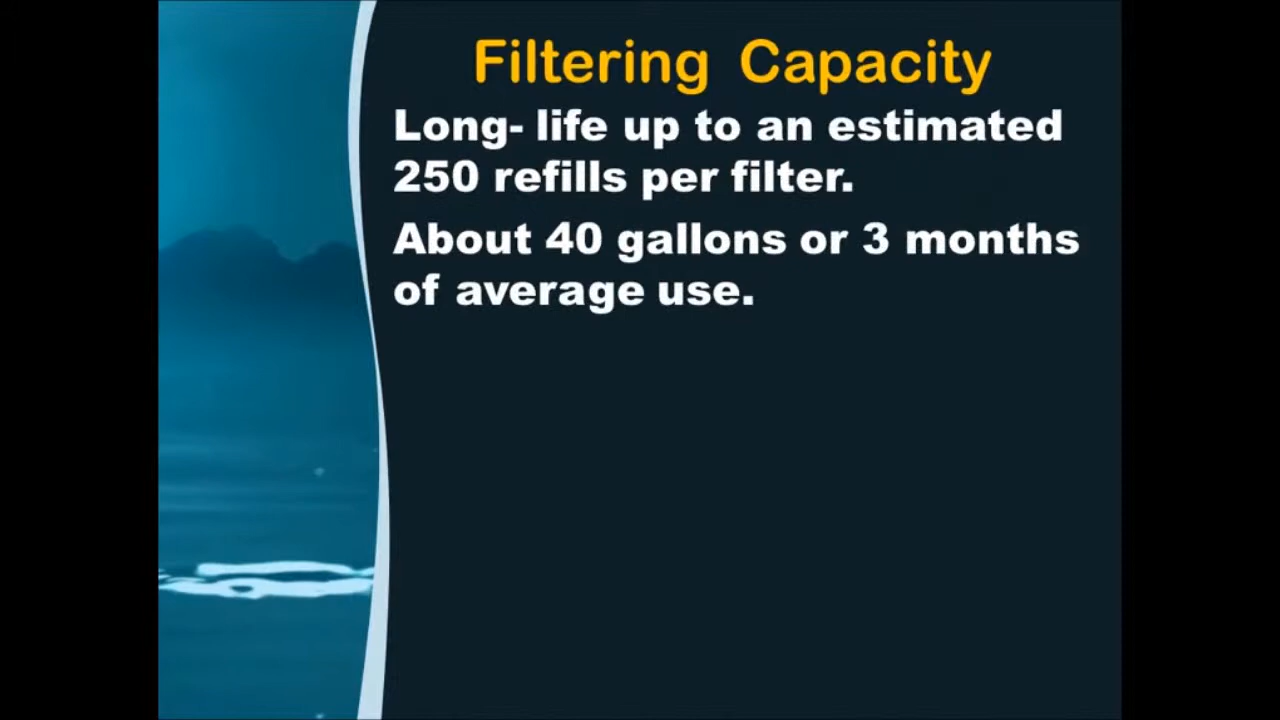 Filtering Capacity
Long- life up to an estimated
250 refills per filter.
About 40 gallons or 3 months
of average use.